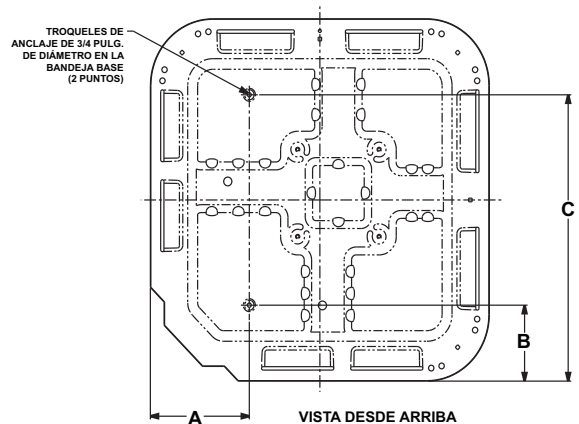 TROQUELES DE
ANCLAJE DE 3/4 PULG.
DE DIÁMETRO EN LA
BANDEJA BASE
(2 PUNTOS)
C
B
A
VISTA DESDE ARRIBA